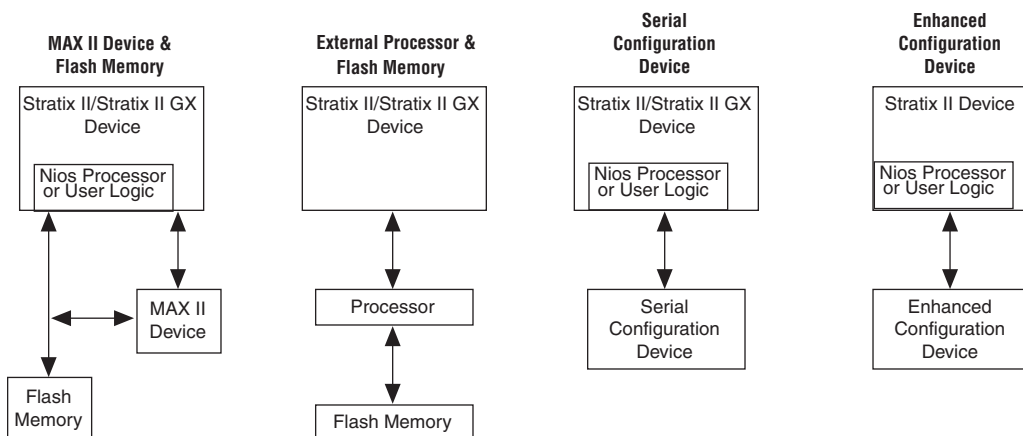 MAX II Device &
Flash Memory
Stratix II/Stratix II GX
Device
Nios Processor
or User Logic
MAX II
Device
Flash
Memory
External Processor &
Flash Memory
Stratix II/Stratix II GX
Device
Processor
Flash Memory
Serial
Configuration
Device
Stratix II/Stratix II GX
Device
Nios Processor
or User Logic
Serial
Configuration
Device
Enhanced
Configuration
Device
Stratix II Device
Nios Processor
or User Logic
Enhanced
Configuration
Device